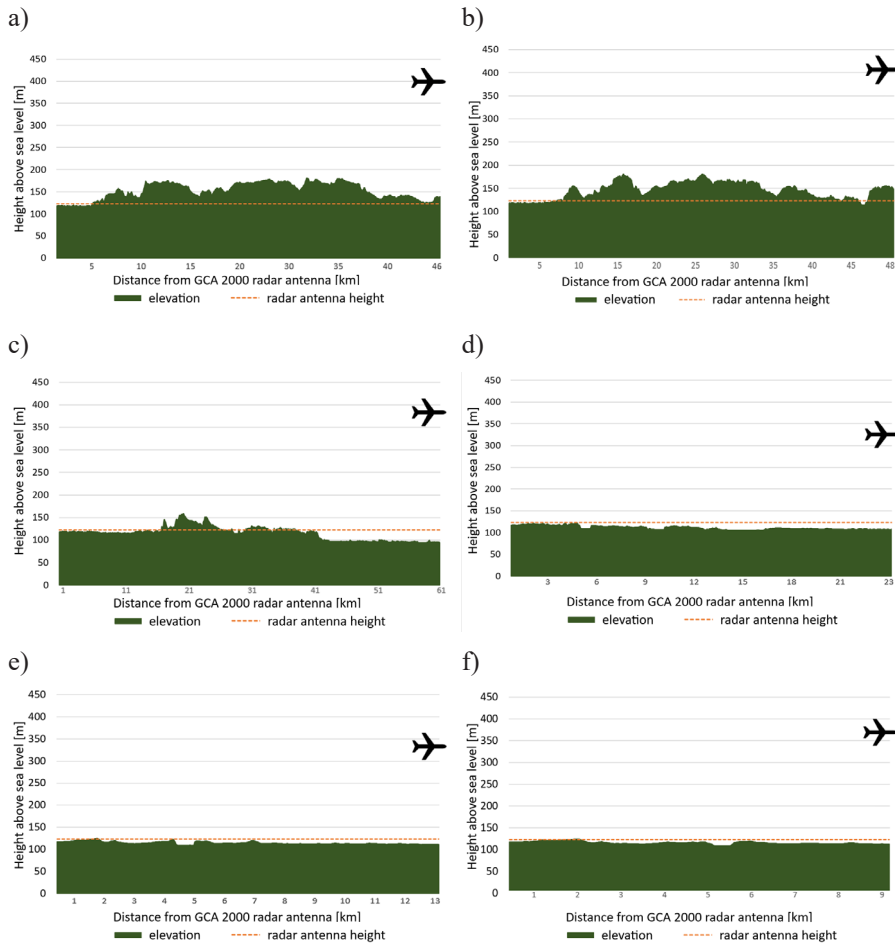 a)
Height above sea level [m]
450
400
350
300
250
200
150
100
50
0
5 10 15 20 25 30 35 40 46
Distance from GCA 2000 radar antenna [km]
elevation radar antenna height
b)
Height above sea level [m]
450
400
350
300
250
200
150
100
50
0
5 10 15 20 25 30 35 40 45 48
Distance from GCA 2000 radar antenna [km]
elevation radar antenna height
c)
Height above sea level [m]
450
400
350
300
250
200
150
100
50
0
1 11 21 31 41 51 61
Distance from GCA 2000 radar antenna [km]
elevation radar antenna height
d)
Height above sea level [m]
450
400
350
300
250
200
150
100
50
0
3 6 9 12 15 18 21 23
Distance from GCA 2000 radar antenna [km]
elevation radar antenna height
e)
Height above sea level [m]
450
400
350
300
250
200
150
100
50
0
1 2 3 4 5 6 7 8 9 10 11 12 13
Distance from GCA 2000 radar antenna [km]
elevation radar antenna height
f)
Height above sea level [m]
450
400
350
300
250
200
150
100
50
0
1 2 3 4 5 6 7 8 9
Distance from GCA 2000 radar antenna [km]
elevation radar antenna height